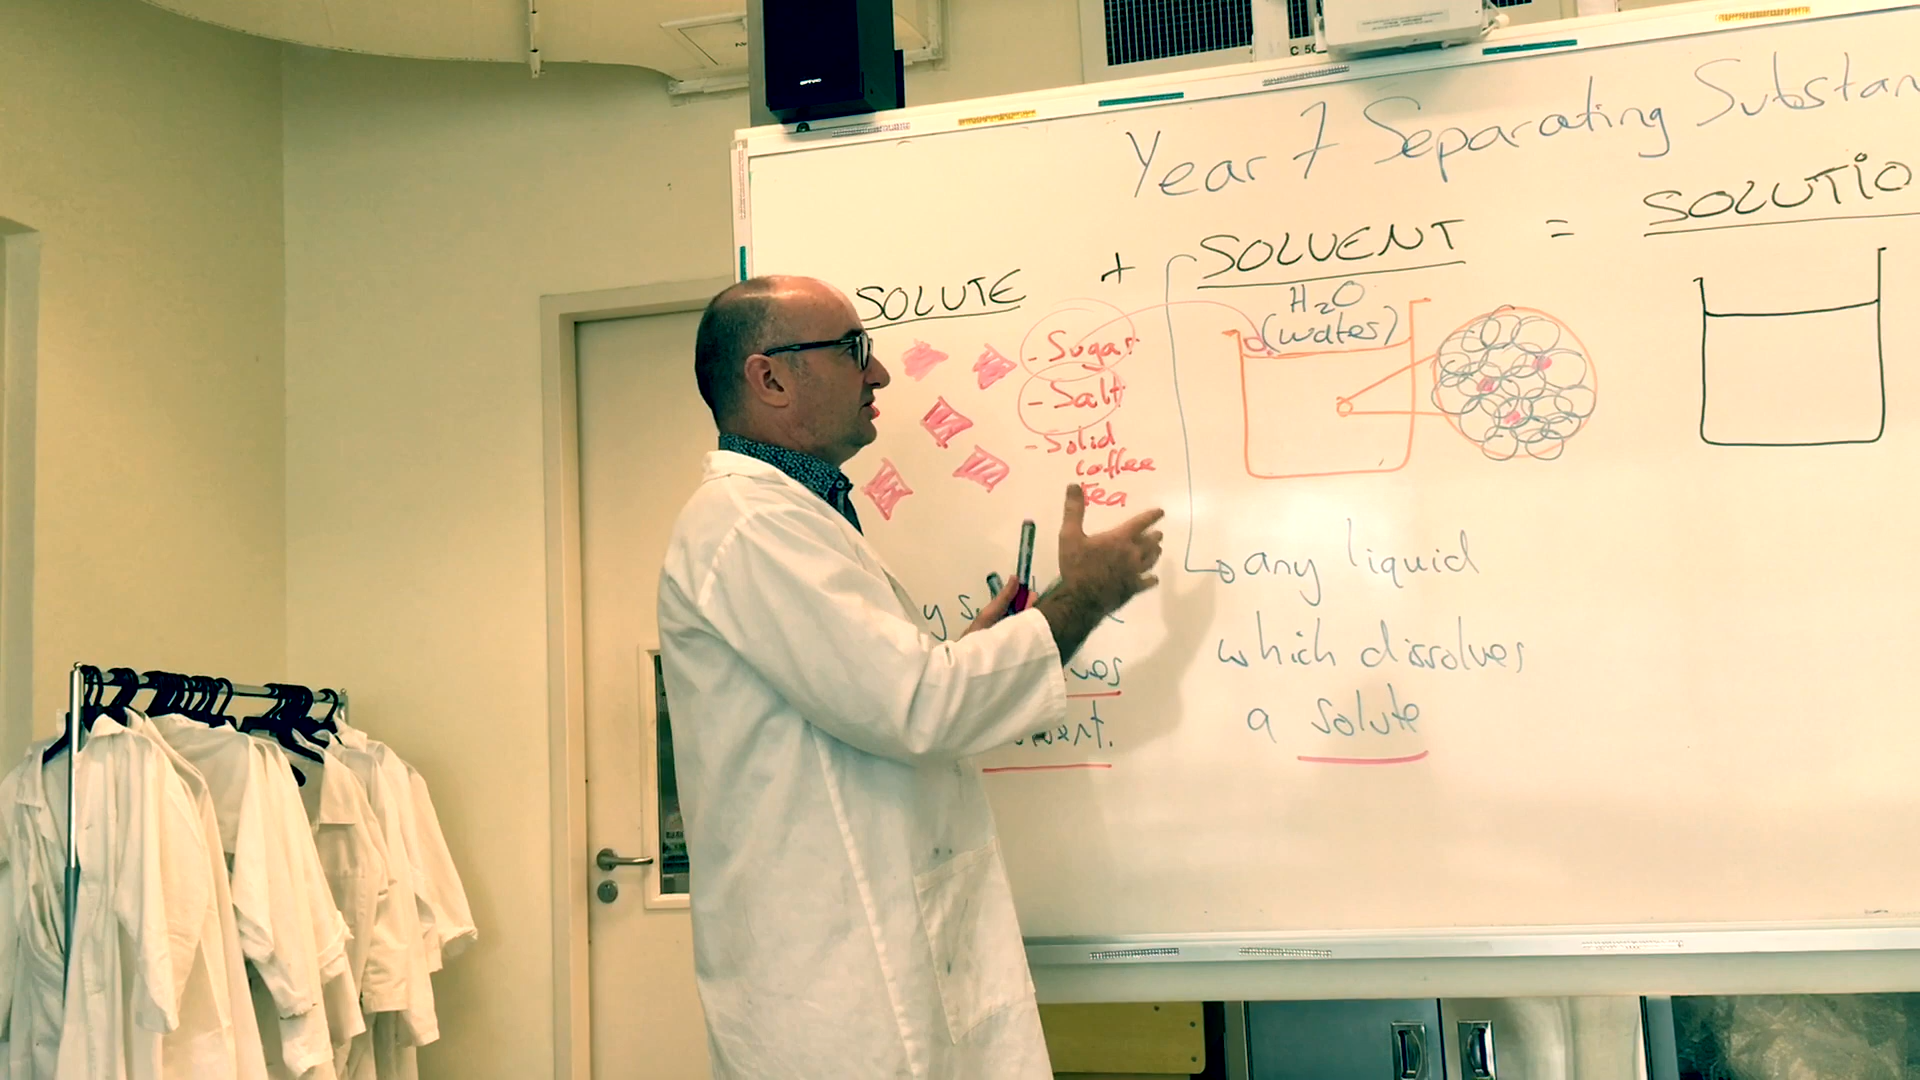 Year 7 Separating Substan
SOLUTE + SOLVENT = SOLUTIO
H₂O
(water)
- Sugar
- Salt
- Solid
coffee
tea
any liquid
which dissolves
a solute